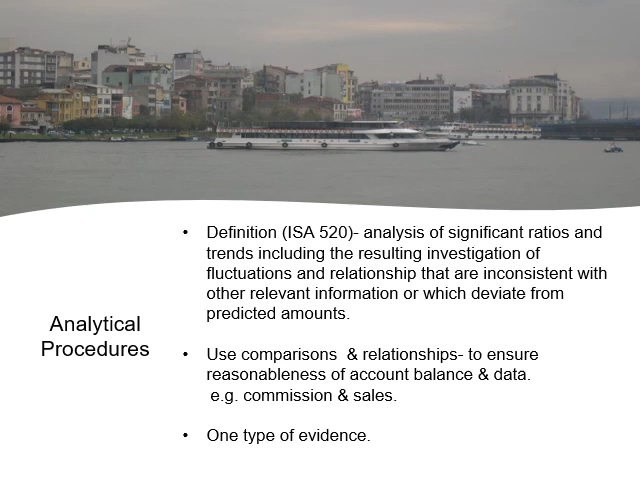 Analytical
Procedures
• Definition (ISA 520)- analysis of significant ratios and
trends including the resulting investigation of
fluctuations and relationship that are inconsistent with
other relevant information or which deviate from
predicted amounts.
• Use comparisons  & relationships- to ensure
reasonableness of account balance & data.
e.g. commission & sales.
• One type of evidence.